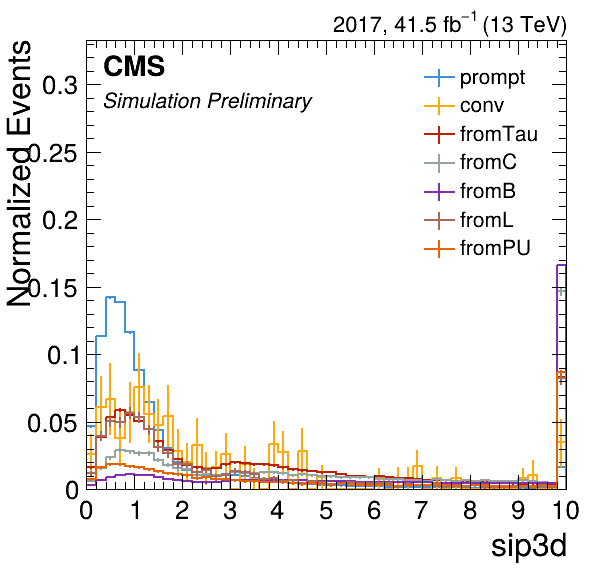 2017, 41.5 fb⁻¹ (13 TeV)
CMS
Simulation Preliminary
prompt
conv
fromTau
fromC
fromB
fromL
fromPU
Normalized Events
0.3
0.25
0.2
0.15
0.1
0.05
0
0 1 2 3 4 5 6 7 8 9 10
sip3d